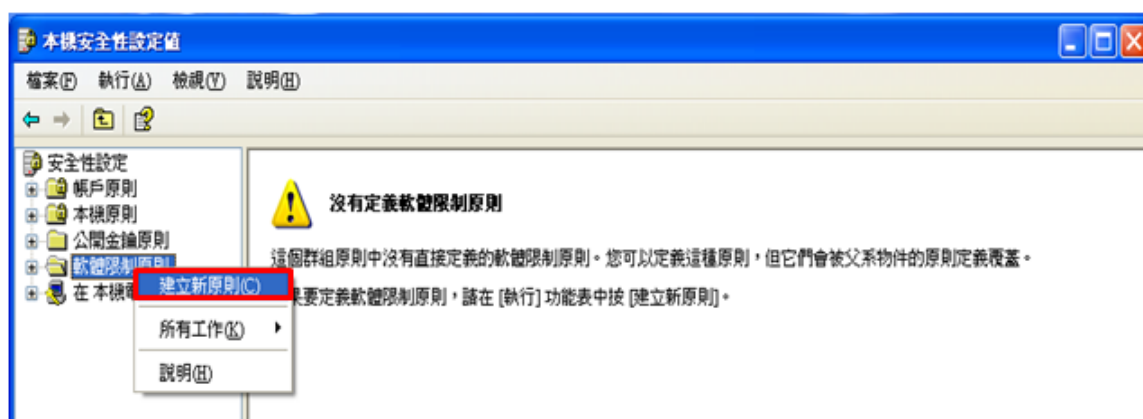 本機安全性設定值
檔案(F) 執行(A) 檢視(V) 說明(H)
安全性設定
帳戶原則
本機原則
公開金鑰原則
軟體限制原則
在 本機
建立新原則(C)
所有工作(K)
說明(H)
沒有定義軟體限制原則
這個群組原則中沒有直接定義的軟體限制原則。您可以定義這種原則，但它們會被父系物件的原則定義覆蓋。
果要定義軟體限制原則，請在 [執行] 功能表中按 [建立新原則]。